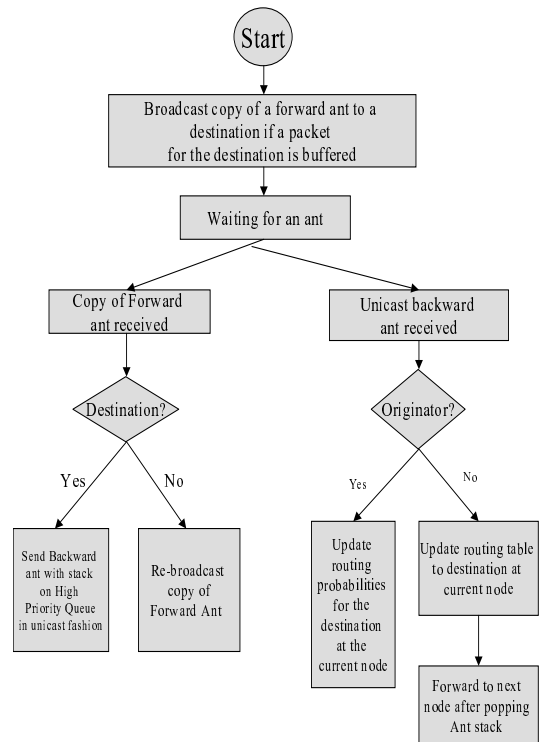 Start
Broadcast copy of a forward ant to a
destination if a packet
for the destination is buffered
Waiting for an ant
Copy of Forward
ant received
Unicast backward
ant received
Destination?
Originator?
Yes
No
Yes
No
Send Backward
ant with stack
on High
Priority Queue
in unicast fashion
Re-broadcast
copy of
Forward Ant
Update
routing
probabilities
for the
destination
at the
current node
Update routing table
to destination at
current node
Forward to next
node after popping
Ant stack